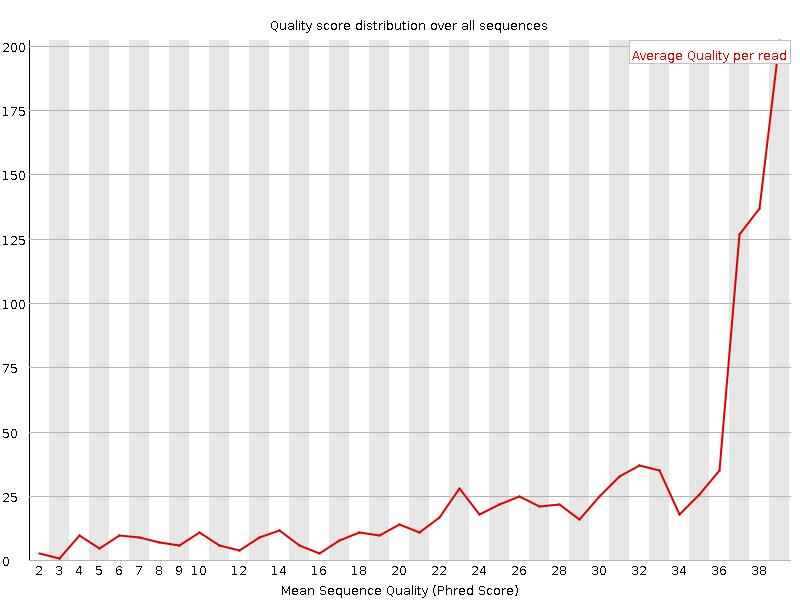 Quality score distribution over all sequences
200
Average Quality per read
175
150
125
100
75
50
25
0
2 3 4 5 6 7 8 9 10 12 14 16 18 20 22 24 26 28 30 32 34 36 38
Mean Sequence Quality (Phred Score)